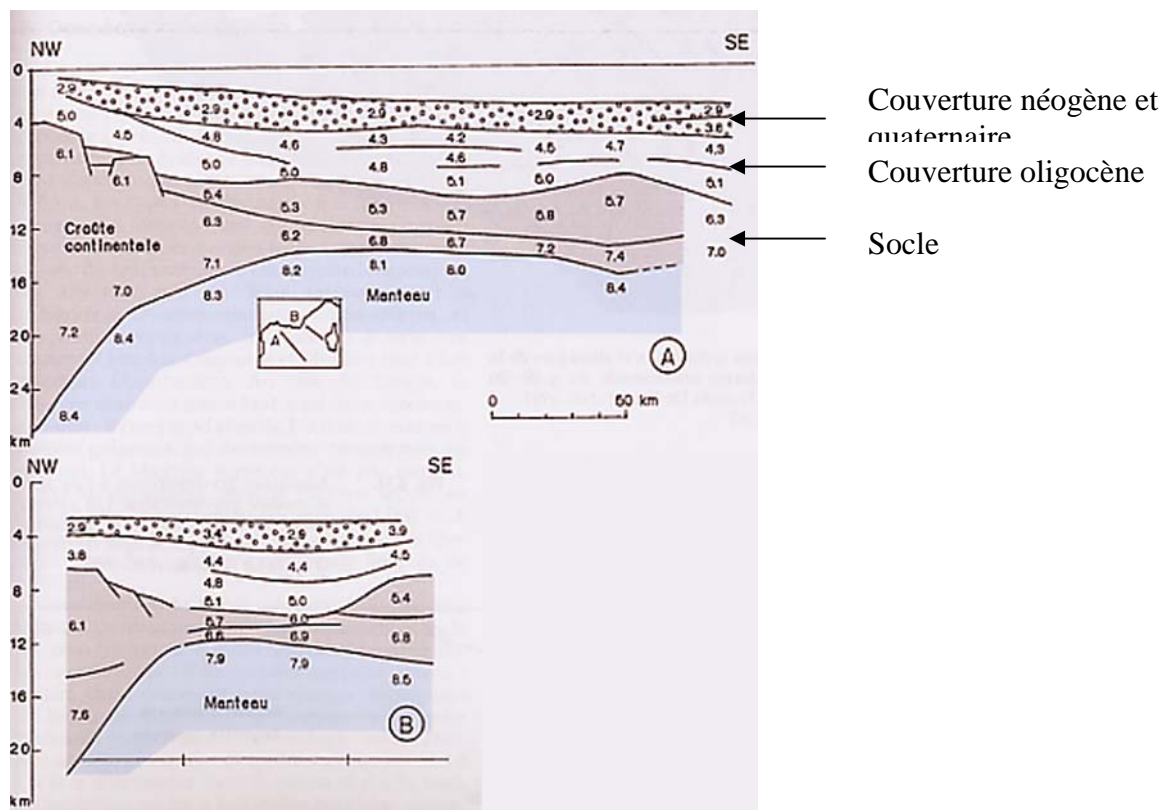 NW SE
0
2.9 2.9 2.9 2.9 2.9
3.6
4
5.0 4.5 4.8 4.6 4.3 4.2 4.5 4.7 4.3
6.1 5.0 5.0 4.8 4.6 5.0 5.1
8
6.1 5.4 5.1
5.3 5.3 5.7 5.8 5.7 6.3
Croûte
continentale
6.3 6.2 6.8 6.7 7.2 7.4 7.0
12
7.1 8.2 8.1 8.0 8.4
16
7.0 8.3 Manteau
20
7.2 8.4
B
A
A
24
8.4
0 50 km
km
Couverture néogène et
quaternaire
Couverture oligocène
Socle
NW SE
0
2.9 3.4 2.9 3.9
4
3.8 4.4 4.4 4.5
4.8
8
5.1 5.0 5.4
5.7 6.0
6.1 6.6 6.9 6.8
12
7.9 7.9 8.5
16
7.6 Manteau
B
20
km